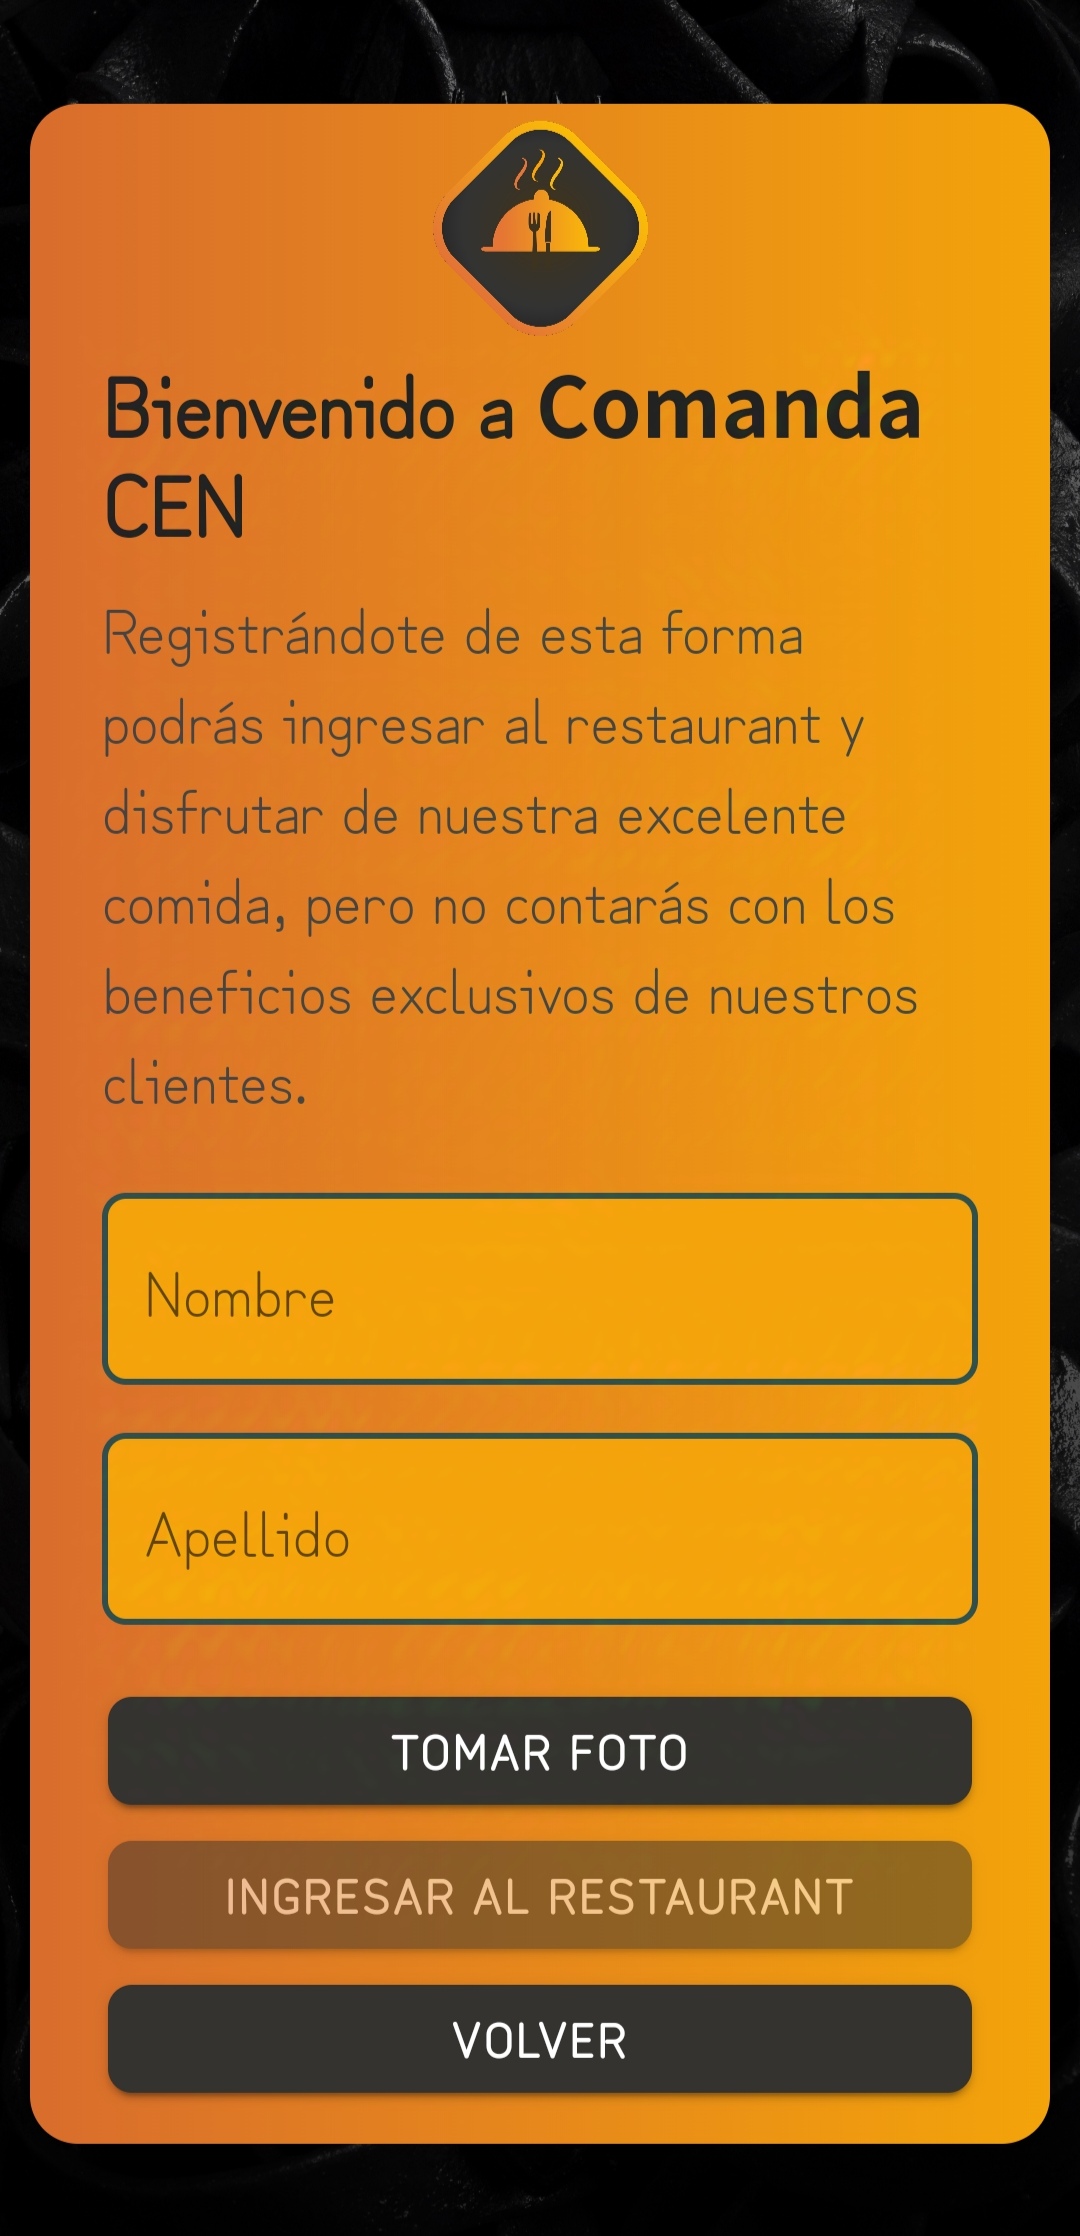 Bienvenido a Comanda
CEN
Registrándote de esta forma
podrás ingresar al restaurant y
disfrutar de nuestra excelente
comida, pero no contarás con los
beneficios exclusivos de nuestros
clientes.
Nombre
Apellido
TOMAR FOTO
INGRESAR AL RESTAURANT
VOLVER